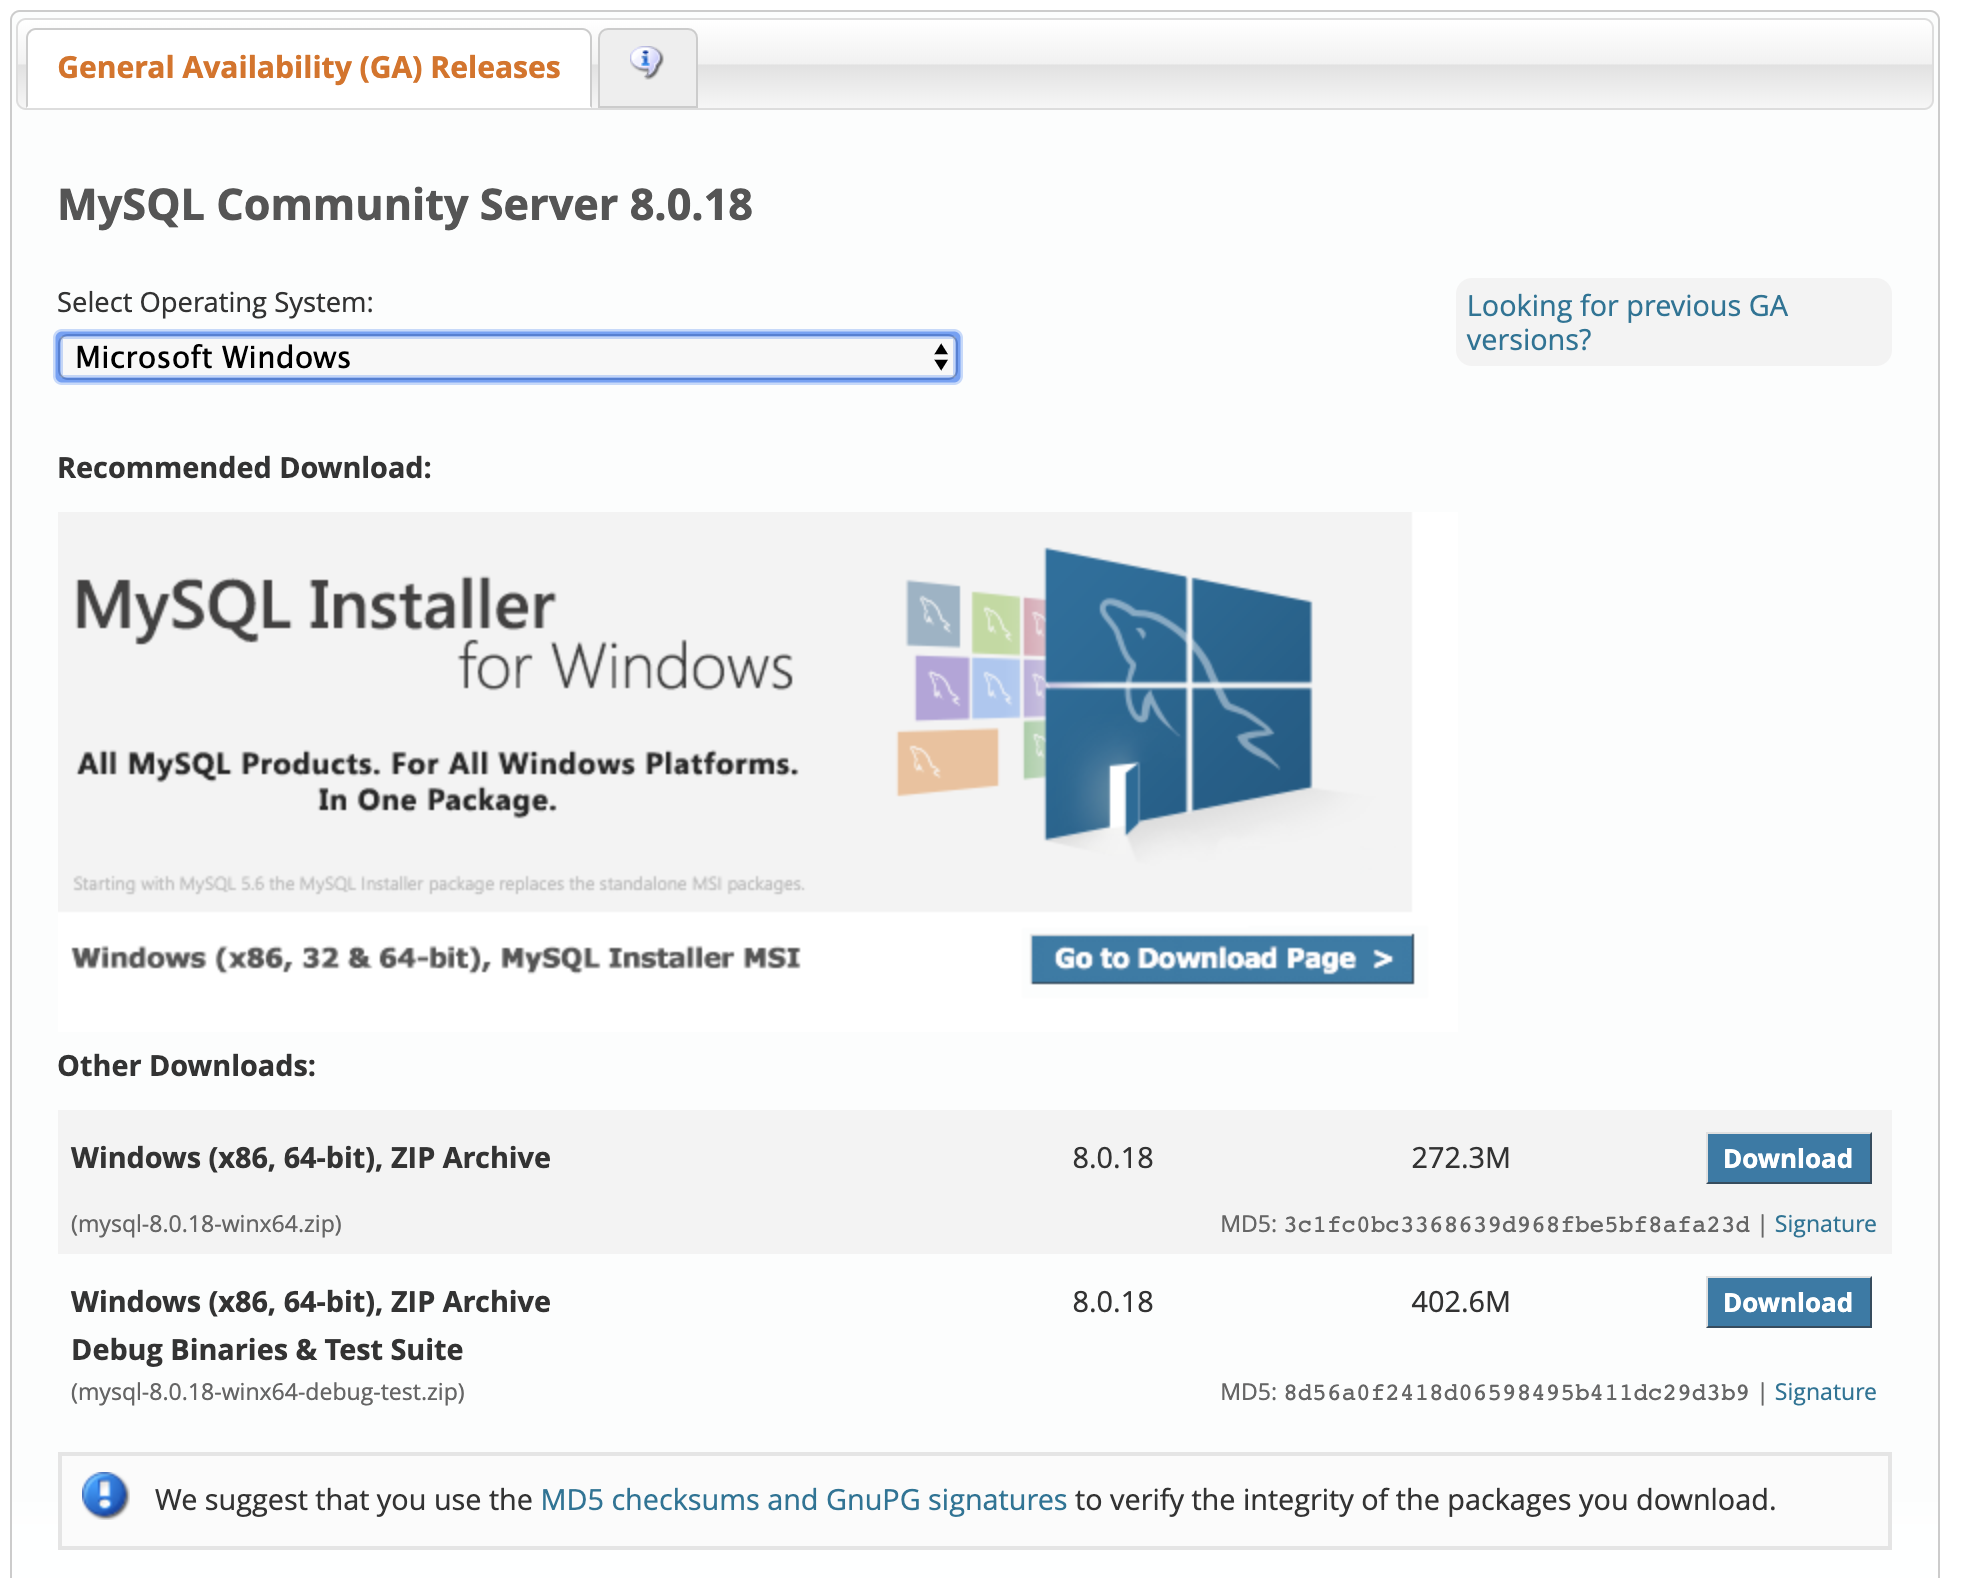 General Availability (GA) Releases
MySQL Community Server 8.0.18
Select Operating System:
Microsoft Windows
Looking for previous GA
versions?
Recommended Download:
MySQL Installer
for Windows
All MySQL Products. For All Windows Platforms.
In One Package.
Starting with MySQL 5.6 the MySQL Installer package replaces the standalone MSI packages.
Windows (x86, 32 & 64-bit), MySQL Installer MSI
Go to Download Page >
Other Downloads:
Windows (x86, 64-bit), ZIP Archive 8.0.18 272.3M Download
(mysql-8.0.18-winx64.zip) MD5: 3c1fc0bc3368639d968fbe5bf8afa23d | Signature
Windows (x86, 64-bit), ZIP Archive 8.0.18 402.6M Download
Debug Binaries & Test Suite
(mysql-8.0.18-winx64-debug-test.zip) MD5: 8d56a0f2418d06598495b411dc29d3b9 | Signature
We suggest that you use the MD5 checksums and GnuPG signatures to verify the integrity of the packages you download.